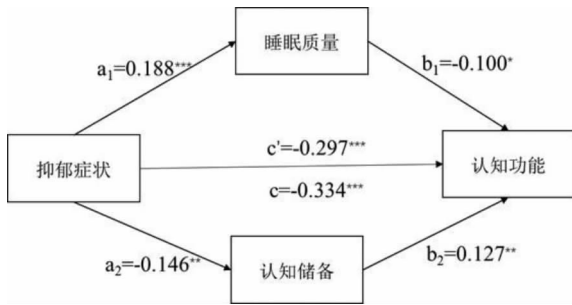 睡眠质量
a₁=0.188***
b₁=-0.100*
抑郁症状
c'=-0.297***
c=-0.334***
认知功能
a₂=-0.146**
b₂=0.127**
认知储备